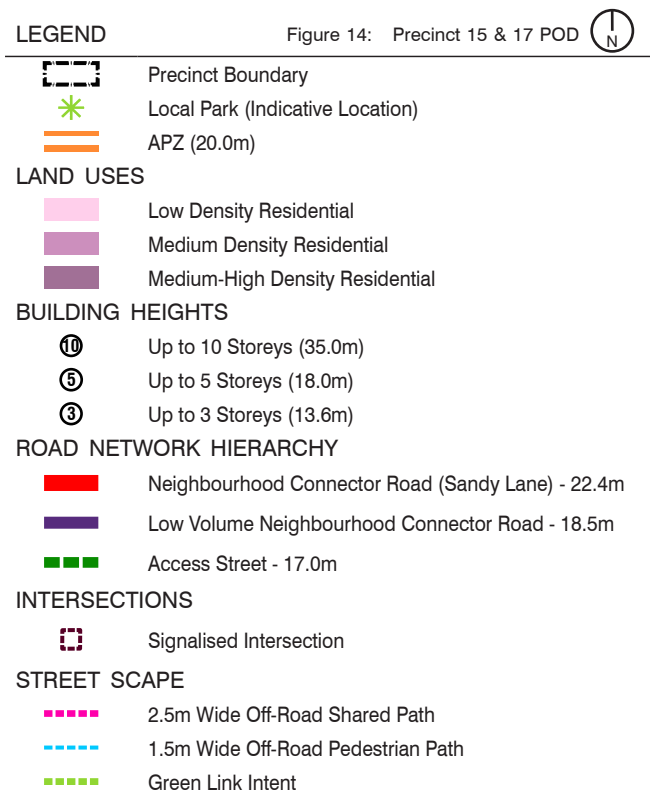 LEGEND Figure 14: Precinct 15 & 17 POD N
Precinct Boundary
Local Park (Indicative Location)
APZ (20.0m)
LAND USES
Low Density Residential
Medium Density Residential
Medium-High Density Residential
BUILDING HEIGHTS
10 Up to 10 Storeys (35.0m)
5 Up to 5 Storeys (18.0m)
3 Up to 3 Storeys (13.6m)
ROAD NETWORK HIERARCHY
Neighbourhood Connector Road (Sandy Lane) - 22.4m
Low Volume Neighbourhood Connector Road - 18.5m
Access Street - 17.0m
INTERSECTIONS
Signalised Intersection
STREET SCAPE
2.5m Wide Off-Road Shared Path
1.5m Wide Off-Road Pedestrian Path
Green Link Intent